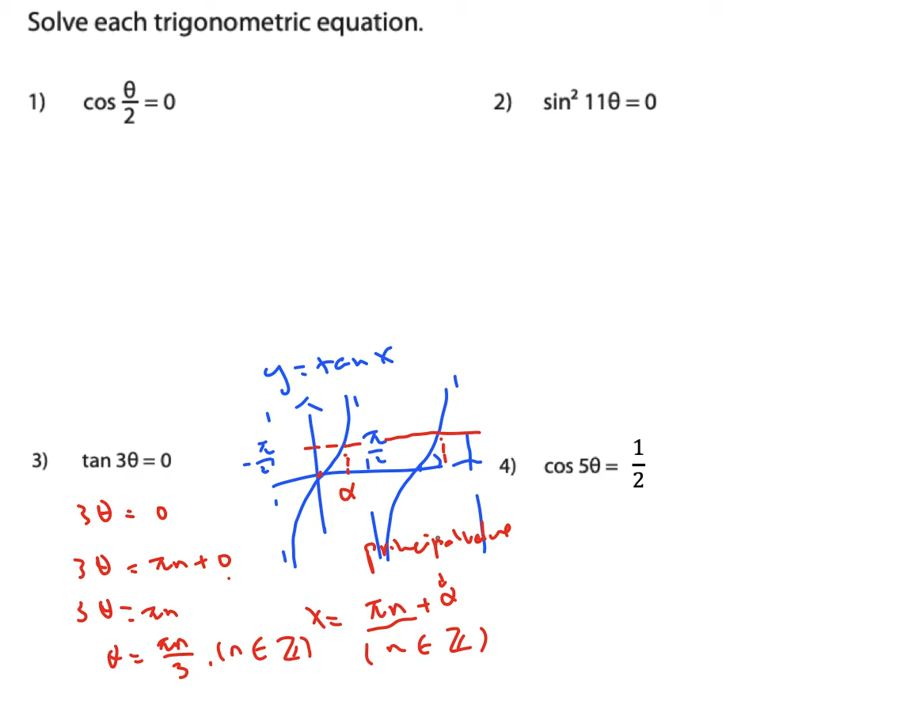 Solve each trigonometric equation.
1) cos θ/2 = 0
2) sin² 11θ = 0
y = tan x
-π/2
π/2
α
3) tan 3θ = 0
4) cos 5θ = 1/2
3θ = 0
3θ = πn + 0
principal value
3θ = πn
x = πn + α
θ = πn/3 . (n ∈ ℤ)
(n ∈ ℤ)